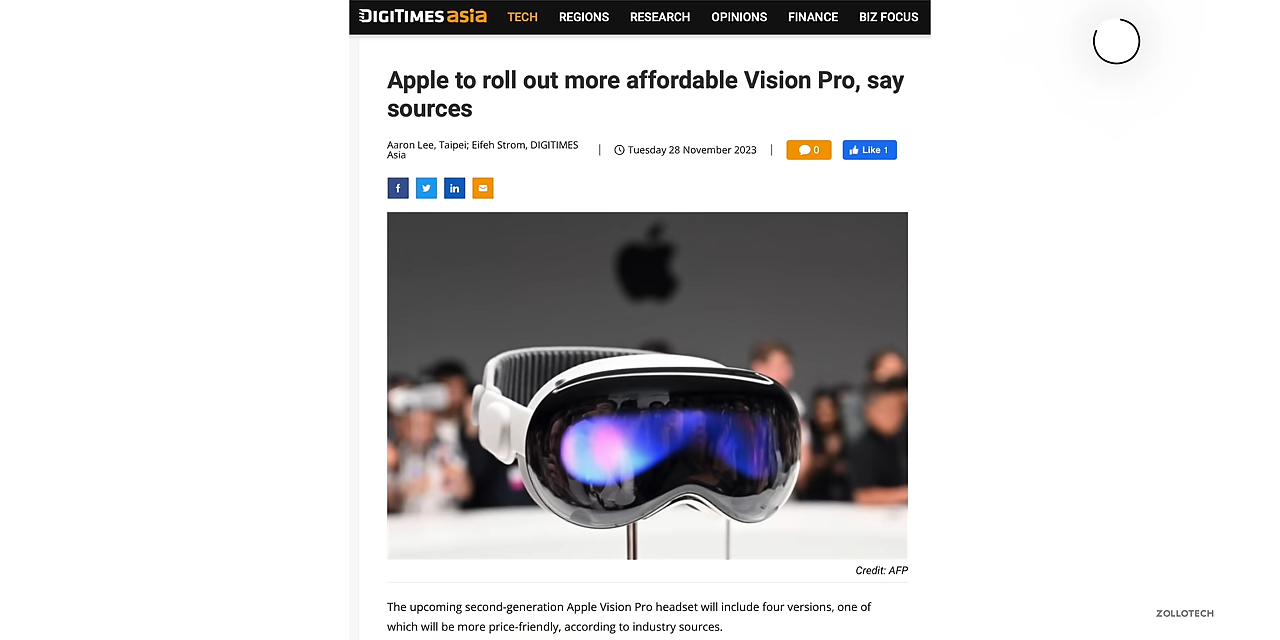 DIGITIMES asia TECH REGIONS RESEARCH OPINIONS FINANCE BIZ FOCUS
Apple to roll out more affordable Vision Pro, say
sources
Aaron Lee, Taipei; Eifeh Strom, DIGITIMES
Asia
Tuesday 28 November 2023
0
Like 1
Credit: AFP
The upcoming second-generation Apple Vision Pro headset will include four versions, one of
which will be more price-friendly, according to industry sources.
ZOLLOTECH